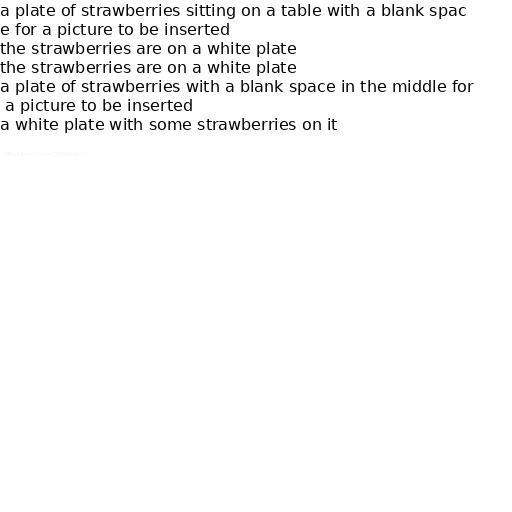 a plate of strawberries sitting on a table with a blank spac
e for a picture to be inserted
the strawberries are on a white plate
the strawberries are on a white plate
a plate of strawberries with a blank space in the middle for
a picture to be inserted
a white plate with some strawberries on it